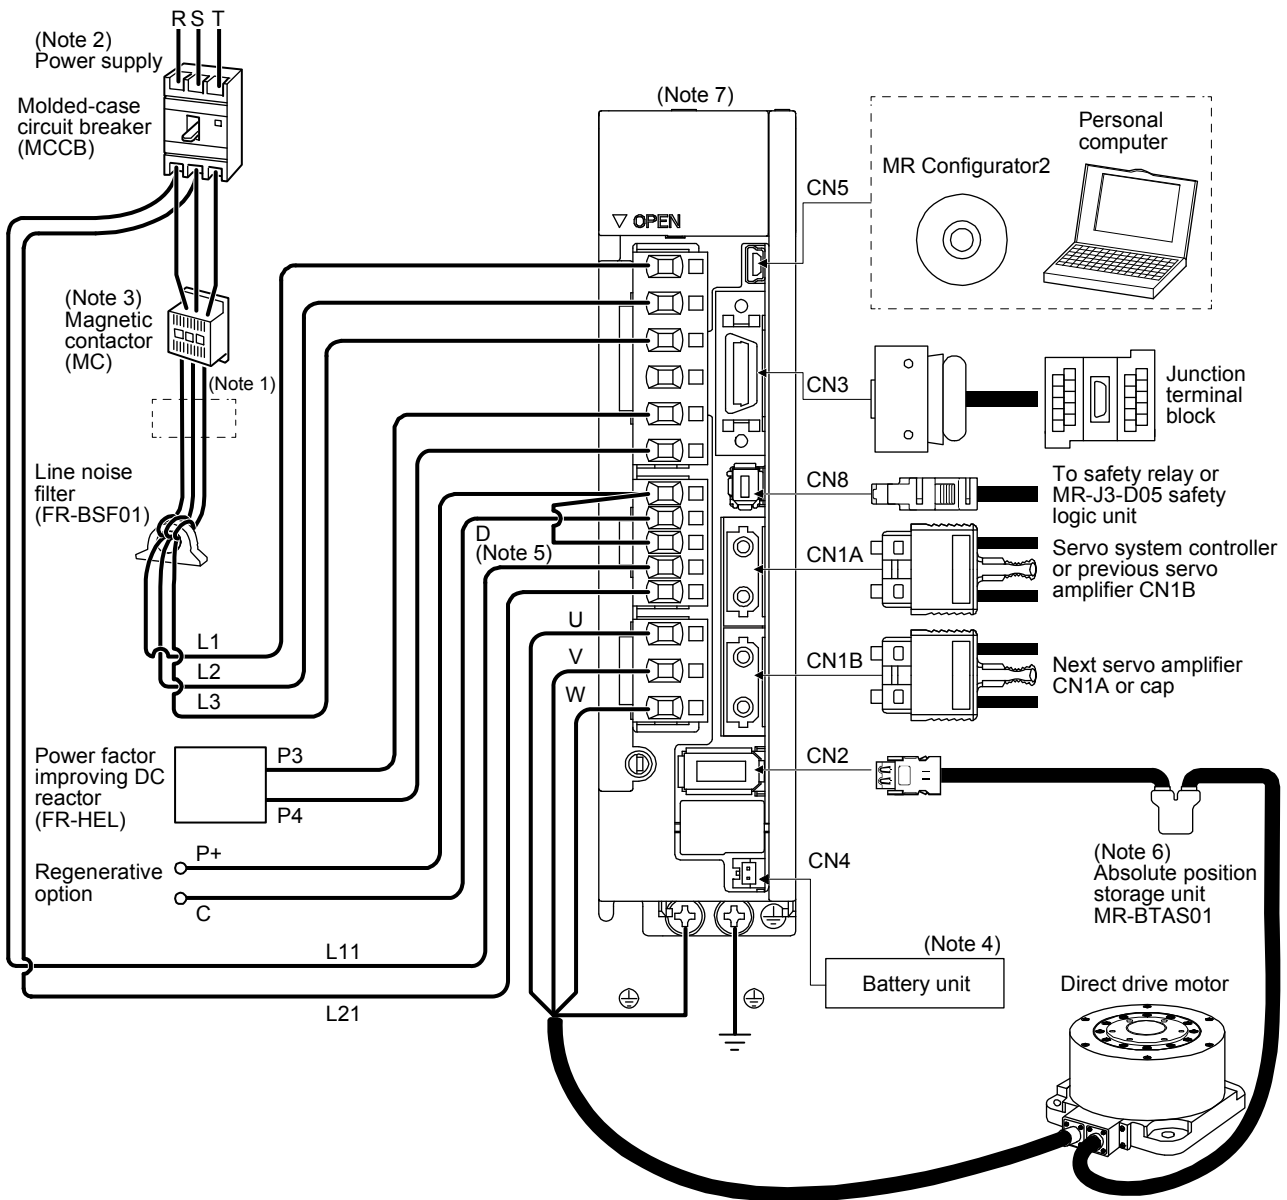 R S T
(Note 2)
Power supply
Molded-case
circuit breaker
(MCCB)
(Note 3)
Magnetic
contactor
(MC)
(Note 1)
Line noise
filter
(FR-BSF01)
L1
L2
L3
Power factor
improving DC
reactor
(FR-HEL)
P3
P4
Regenerative
option
P+
C
L11
L21
(Note 7)
▽ OPEN
D
(Note 5)
U
V
W
CN5
MR Configurator2
Personal
computer
CN3
Junction
terminal
block
CN8
To safety relay or
MR-J3-D05 safety
logic unit
CN1A
Servo system controller
or previous servo
amplifier CN1B
CN1B
Next servo amplifier
CN1A or cap
CN2
(Note 6)
Absolute position
storage unit
MR-BTAS01
CN4
(Note 4)
Battery unit
Direct drive motor